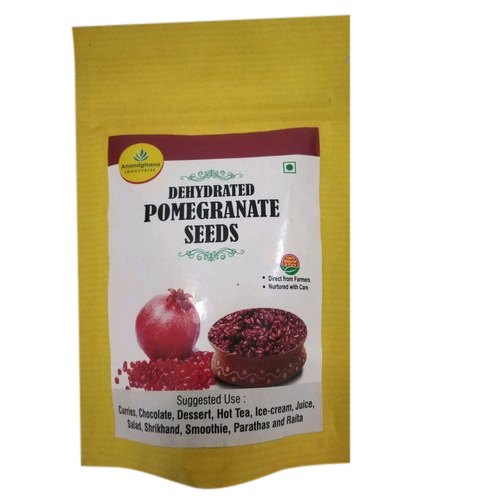 Anandghana
INDUSTRIES
DEHYDRATED
POMEGRANATE
SEEDS
• Direct from Farmers
• Nurtured with Care
Suggested Use :
Curries, Chocolate, Dessert, Hot Tea, Ice-cream, Juice,
Salad, Shrikhand, Smoothie, Parathas and Raita